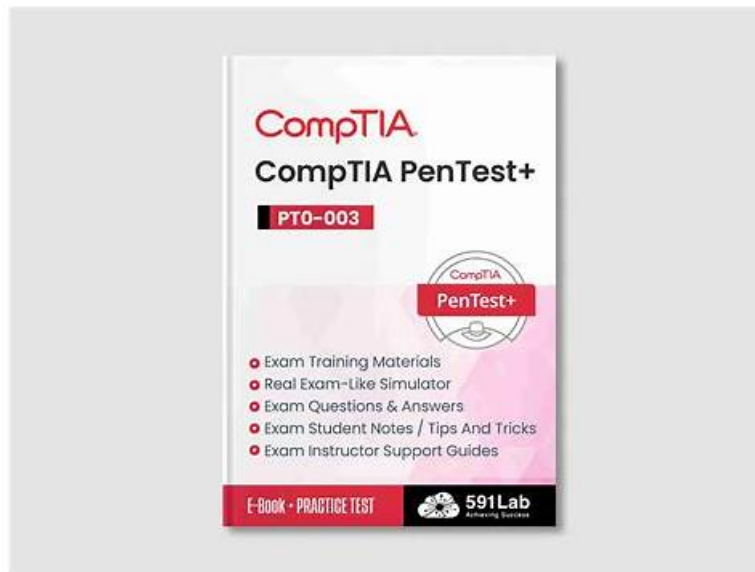 CompTIA.
CompTIA PenTest+
PT0-003
CompTIA
PenTest+
Exam Training Materials
Real Exam-Like Simulator
Exam Questions & Answers
Exam Student Notes / Tips And Tricks
Exam Instructor Support Guides
E-Book • PRACTICE TEST
591Lab
Achieving Success